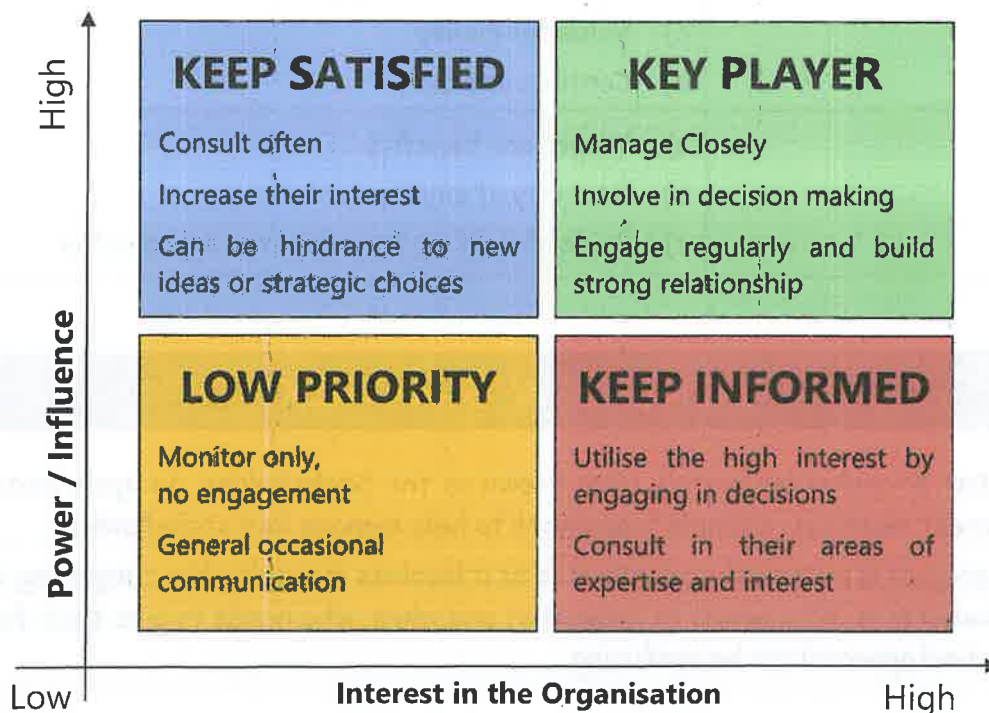 High
KEEP SATISFIED
Consult often
Increase their interest
Can be hindrance to new
ideas or strategic choices
KEY PLAYER
Manage Closely
Involve in decision making
Engage regularly and build
strong relationship
Power / Influence
LOW PRIORITY
Monitor only,
no engagement
General occasional
communication
KEEP INFORMED
Utilise the high interest by
engaging in decisions
Consult in their areas of
expertise and interest
Low
Interest in the Organisation
High